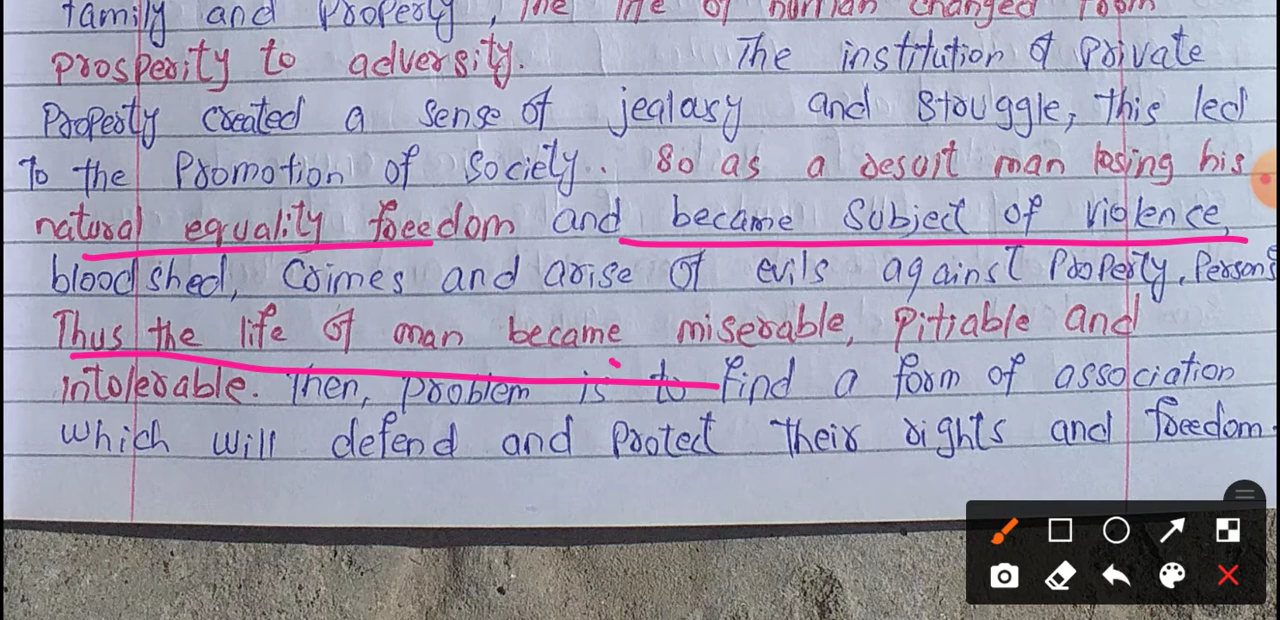 family and Property, the life of human changed from
prosperity to adversity. The institution of private
Property created a sense of jealasy and struggle, this led
To the Promotion of society. So as a result man losing his
natural equality freedom and became subject of violence,
bloodshed, Crimes and arise of evils against Property, Persons
Thus the life of man became miserable, Pitiable and
intolerable. Then, problem is to find a form of association
which will defend and Protect Their rights and freedom.